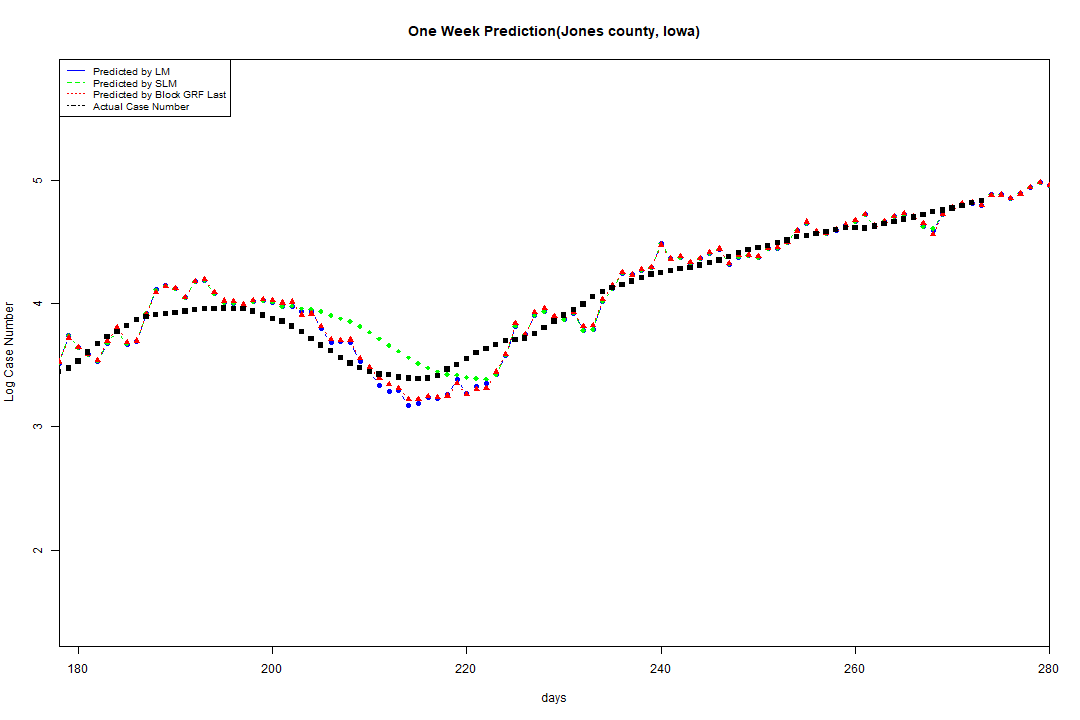 One Week Prediction(Jones county, Iowa)
Predicted by LM
Predicted by SLM
Predicted by Block GRF Last
Actual Case Number
5
4
3
2
Log Case Number
180 200 220 240 260 280
days